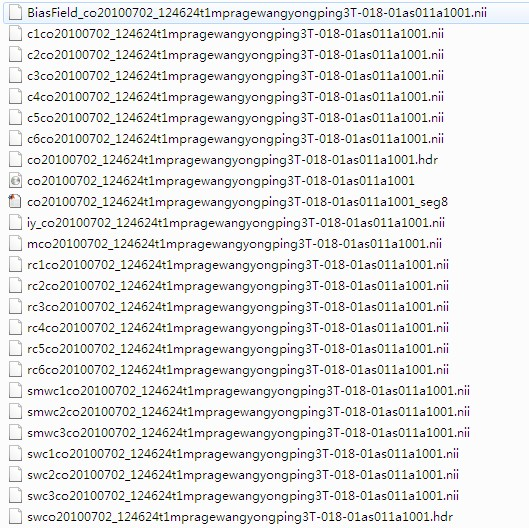 BiasField_co20100702_124624t1mpragewangyongping3T-018-01as011a1001.nii
c1co20100702_124624t1mpragewangyongping3T-018-01as011a1001.nii
c2co20100702_124624t1mpragewangyongping3T-018-01as011a1001.nii
c3co20100702_124624t1mpragewangyongping3T-018-01as011a1001.nii
c4co20100702_124624t1mpragewangyongping3T-018-01as011a1001.nii
c5co20100702_124624t1mpragewangyongping3T-018-01as011a1001.nii
c6co20100702_124624t1mpragewangyongping3T-018-01as011a1001.nii
co20100702_124624t1mpragewangyongping3T-018-01as011a1001.hdr
co20100702_124624t1mpragewangyongping3T-018-01as011a1001
co20100702_124624t1mpragewangyongping3T-018-01as011a1001_seg8
iy_co20100702_124624t1mpragewangyongping3T-018-01as011a1001.nii
mco20100702_124624t1mpragewangyongping3T-018-01as011a1001.nii
rc1co20100702_124624t1mpragewangyongping3T-018-01as011a1001.nii
rc2co20100702_124624t1mpragewangyongping3T-018-01as011a1001.nii
rc3co20100702_124624t1mpragewangyongping3T-018-01as011a1001.nii
rc4co20100702_124624t1mpragewangyongping3T-018-01as011a1001.nii
rc5co20100702_124624t1mpragewangyongping3T-018-01as011a1001.nii
rc6co20100702_124624t1mpragewangyongping3T-018-01as011a1001.nii
smwc1co20100702_124624t1mpragewangyongping3T-018-01as011a1001.nii
smwc2co20100702_124624t1mpragewangyongping3T-018-01as011a1001.nii
smwc3co20100702_124624t1mpragewangyongping3T-018-01as011a1001.nii
swc1co20100702_124624t1mpragewangyongping3T-018-01as011a1001.nii
swc2co20100702_124624t1mpragewangyongping3T-018-01as011a1001.nii
swc3co20100702_124624t1mpragewangyongping3T-018-01as011a1001.nii
swco20100702_124624t1mpragewangyongping3T-018-01as011a1001.hdr